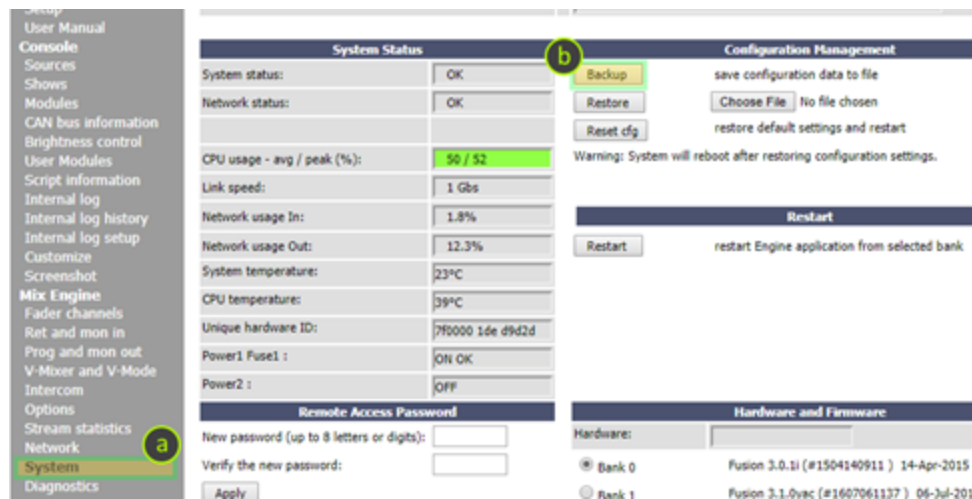 User Manual
Console
Sources
Shows
Modules
CAN bus information
Brightness control
User Modules
Script information
Internal log
Internal log history
Internal log setup
Customize
Screenshot
Mix Engine
Fader channels
Ret and mon in
Prog and mon out
V-Mixer and V-Mode
Intercom
Options
Stream statistics
Network
a
System
Diagnostics
System Status
System status: OK
Network status: OK
CPU usage - avg / peak (%): 50 / 52
Link speed: 1 Gbs
Network usage In: 1.8%
Network usage Out: 12.3%
System temperature: 23°C
CPU temperature: 39°C
Unique hardware ID: 7f0000 1de d9d2d
Power1 Fuse1 : ON OK
Power2 : OFF
Remote Access Password
New password (up to 8 letters or digits):
Verify the new password:
Apply
b
Configuration Management
Backup save configuration data to file
Restore Choose File No file chosen
Reset cfg restore default settings and restart
Warning: System will reboot after restoring configuration settings.
Restart
Restart restart Engine application from selected bank
Hardware and Firmware
Hardware:
Bank 0 Fusion 3.0.1i (#1504140911 ) 14-Apr-2015
Bank 1 Fusion 3.1.0vac (#1607061137 ) 06-Jul-201